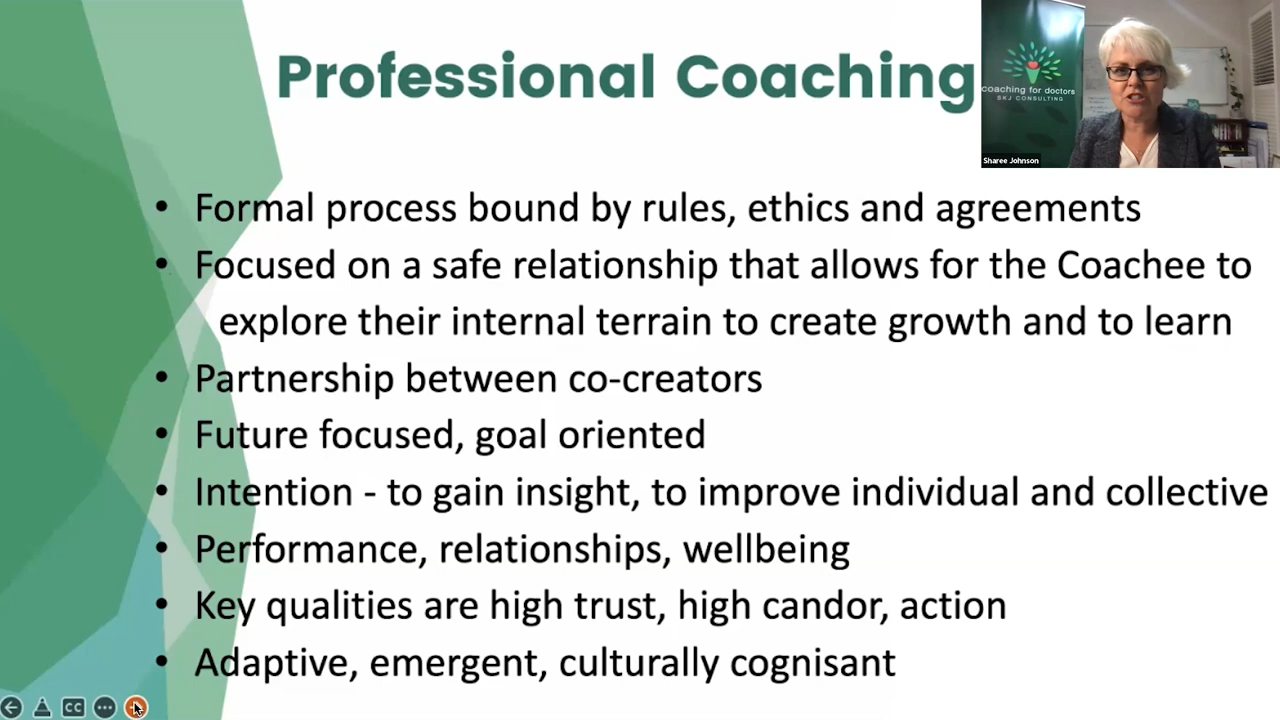 Professional Coaching
coaching for doctors
SKJ CONSULTING
Sharee Johnson
• Formal process bound by rules, ethics and agreements
• Focused on a safe relationship that allows for the Coachee to
explore their internal terrain to create growth and to learn
• Partnership between co-creators
• Future focused, goal oriented
• Intention - to gain insight, to improve individual and collective
• Performance, relationships, wellbeing
• Key qualities are high trust, high candor, action
• Adaptive, emergent, culturally cognisant
CC